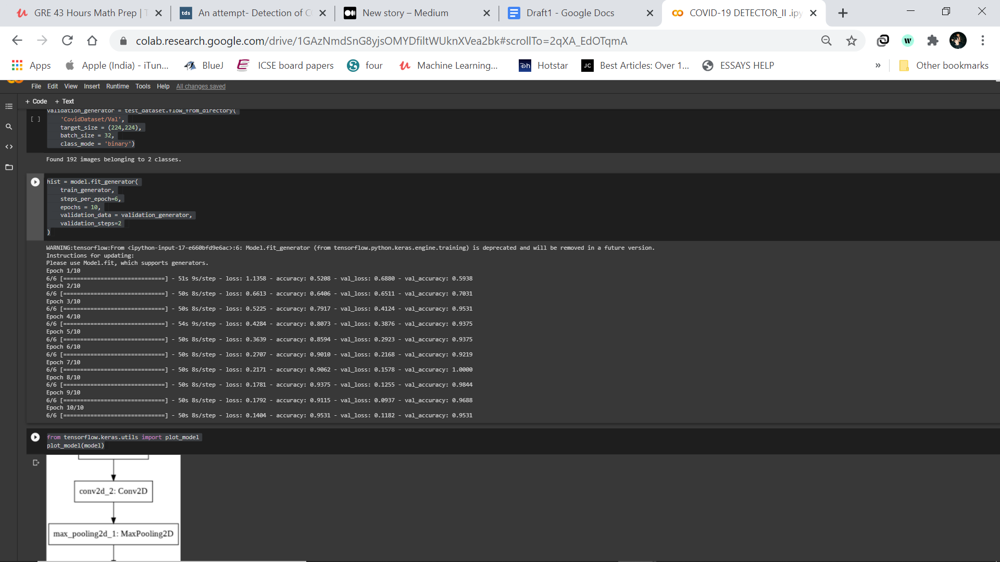 GRE 43 Hours Math Prep | T
tds An attempt- Detection of C
New story – Medium
Draft1 - Google Docs
COVID-19 DETECTOR_II .ipy
colab.research.google.com/drive/1GAzNmdSnG8yjsOMYDfiltWUknXVea2bk#scrollTo=2qXA_EdOTqmA
Apps Apple (India) - iTun... BlueJ ICSE board papers four Machine Learning... Hotstar JC Best Articles: Over 1... ESSAYS HELP » Other bookmarks
File Edit View Insert Runtime Tools Help All changes saved
+ Code + Text
validation_generator = test_dataset.flow_from_directory(
[ ] 'CovidDataset/Val',
target_size = (224,224),
batch_size = 32,
class_mode = 'binary')
Found 192 images belonging to 2 classes.
hist = model.fit_generator(
train_generator,
steps_per_epoch=6,
epochs = 10,
validation_data = validation_generator,
validation_steps=2
)
WARNING:tensorflow:From <ipython-input-17-e660bfd9e6ac>:6: Model.fit_generator (from tensorflow.python.keras.engine.training) is deprecated and will be removed in a future version.
Instructions for updating:
Please use Model.fit, which supports generators.
Epoch 1/10
6/6 [==============================] - 51s 9s/step - loss: 1.1358 - accuracy: 0.5208 - val_loss: 0.6880 - val_accuracy: 0.5938
Epoch 2/10
6/6 [==============================] - 50s 8s/step - loss: 0.6613 - accuracy: 0.6406 - val_loss: 0.6511 - val_accuracy: 0.7031
Epoch 3/10
6/6 [==============================] - 50s 8s/step - loss: 0.5225 - accuracy: 0.7917 - val_loss: 0.4124 - val_accuracy: 0.9531
Epoch 4/10
6/6 [==============================] - 54s 9s/step - loss: 0.4284 - accuracy: 0.8073 - val_loss: 0.3876 - val_accuracy: 0.9375
Epoch 5/10
6/6 [==============================] - 50s 8s/step - loss: 0.3639 - accuracy: 0.8594 - val_loss: 0.2923 - val_accuracy: 0.9375
Epoch 6/10
6/6 [==============================] - 50s 8s/step - loss: 0.2707 - accuracy: 0.9010 - val_loss: 0.2168 - val_accuracy: 0.9219
Epoch 7/10
6/6 [==============================] - 50s 8s/step - loss: 0.2171 - accuracy: 0.9062 - val_loss: 0.1578 - val_accuracy: 1.0000
Epoch 8/10
6/6 [==============================] - 50s 8s/step - loss: 0.1781 - accuracy: 0.9375 - val_loss: 0.1255 - val_accuracy: 0.9844
Epoch 9/10
6/6 [==============================] - 50s 8s/step - loss: 0.1792 - accuracy: 0.9115 - val_loss: 0.0937 - val_accuracy: 0.9688
Epoch 10/10
6/6 [==============================] - 50s 8s/step - loss: 0.1404 - accuracy: 0.9531 - val_loss: 0.1182 - val_accuracy: 0.9531
from tensorflow.keras.utils import plot_model
plot_model(model)
conv2d_2: Conv2D
max_pooling2d_1: MaxPooling2D